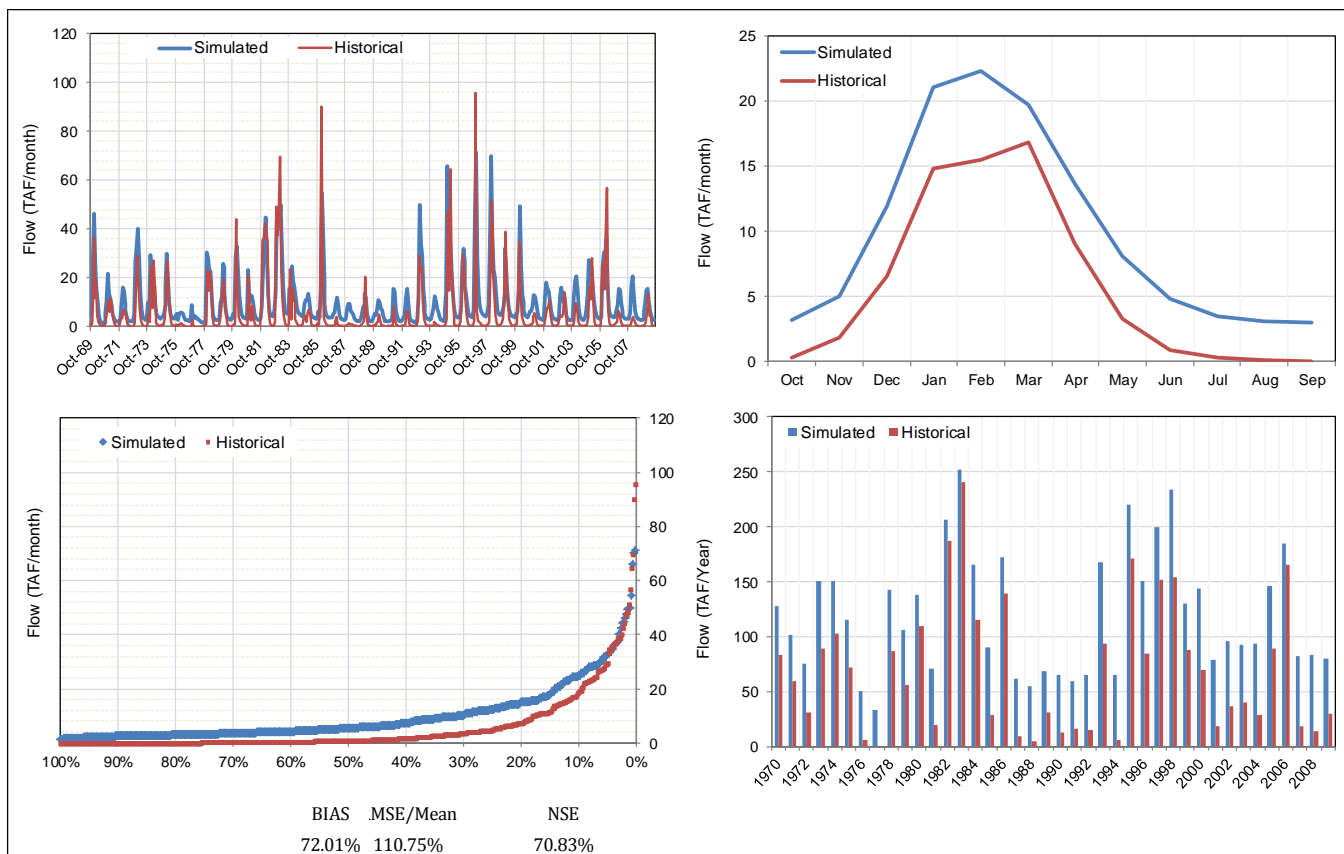 120
100
80
60
40
20
0
Flow (TAF/month)
Simulated
Historical
Oct-69
Oct-71
Oct-73
Oct-75
Oct-77
Oct-79
Oct-81
Oct-83
Oct-85
Oct-87
Oct-89
Oct-91
Oct-93
Oct-95
Oct-97
Oct-99
Oct-01
Oct-03
Oct-05
Oct-07
25
20
15
10
5
0
Flow (TAF/month)
Simulated
Historical
Oct Nov Dec Jan Feb Mar Apr May Jun Jul Aug Sep
Flow (TAF/month)
Simulated Historical
120
100
80
60
40
20
0
100% 90% 80% 70% 60% 50% 40% 30% 20% 10% 0%
BIAS .MSE/Mean NSE
72.01% 110.75% 70.83%
300
250
200
150
100
50
0
Flow (TAF/Year)
Simulated Historical
1970
1972
1974
1976
1978
1980
1982
1984
1986
1988
1990
1992
1994
1996
1998
2000
2002
2004
2006
2008